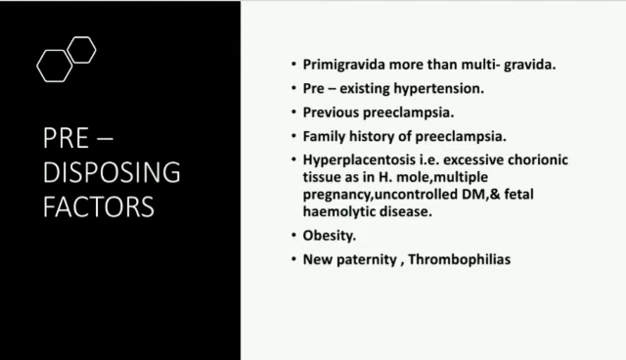 PRE –
DISPOSING
FACTORS
• Primigravida more than multi- gravida.
• Pre – existing hypertension.
• Previous preeclampsia.
• Family history of preeclampsia.
• Hyperplacentosis i.e. excessive chorionic
tissue as in H. mole,multiple
pregnancy,uncontrolled DM,& fetal
haemolytic disease.
• Obesity.
• New paternity , Thrombophilias